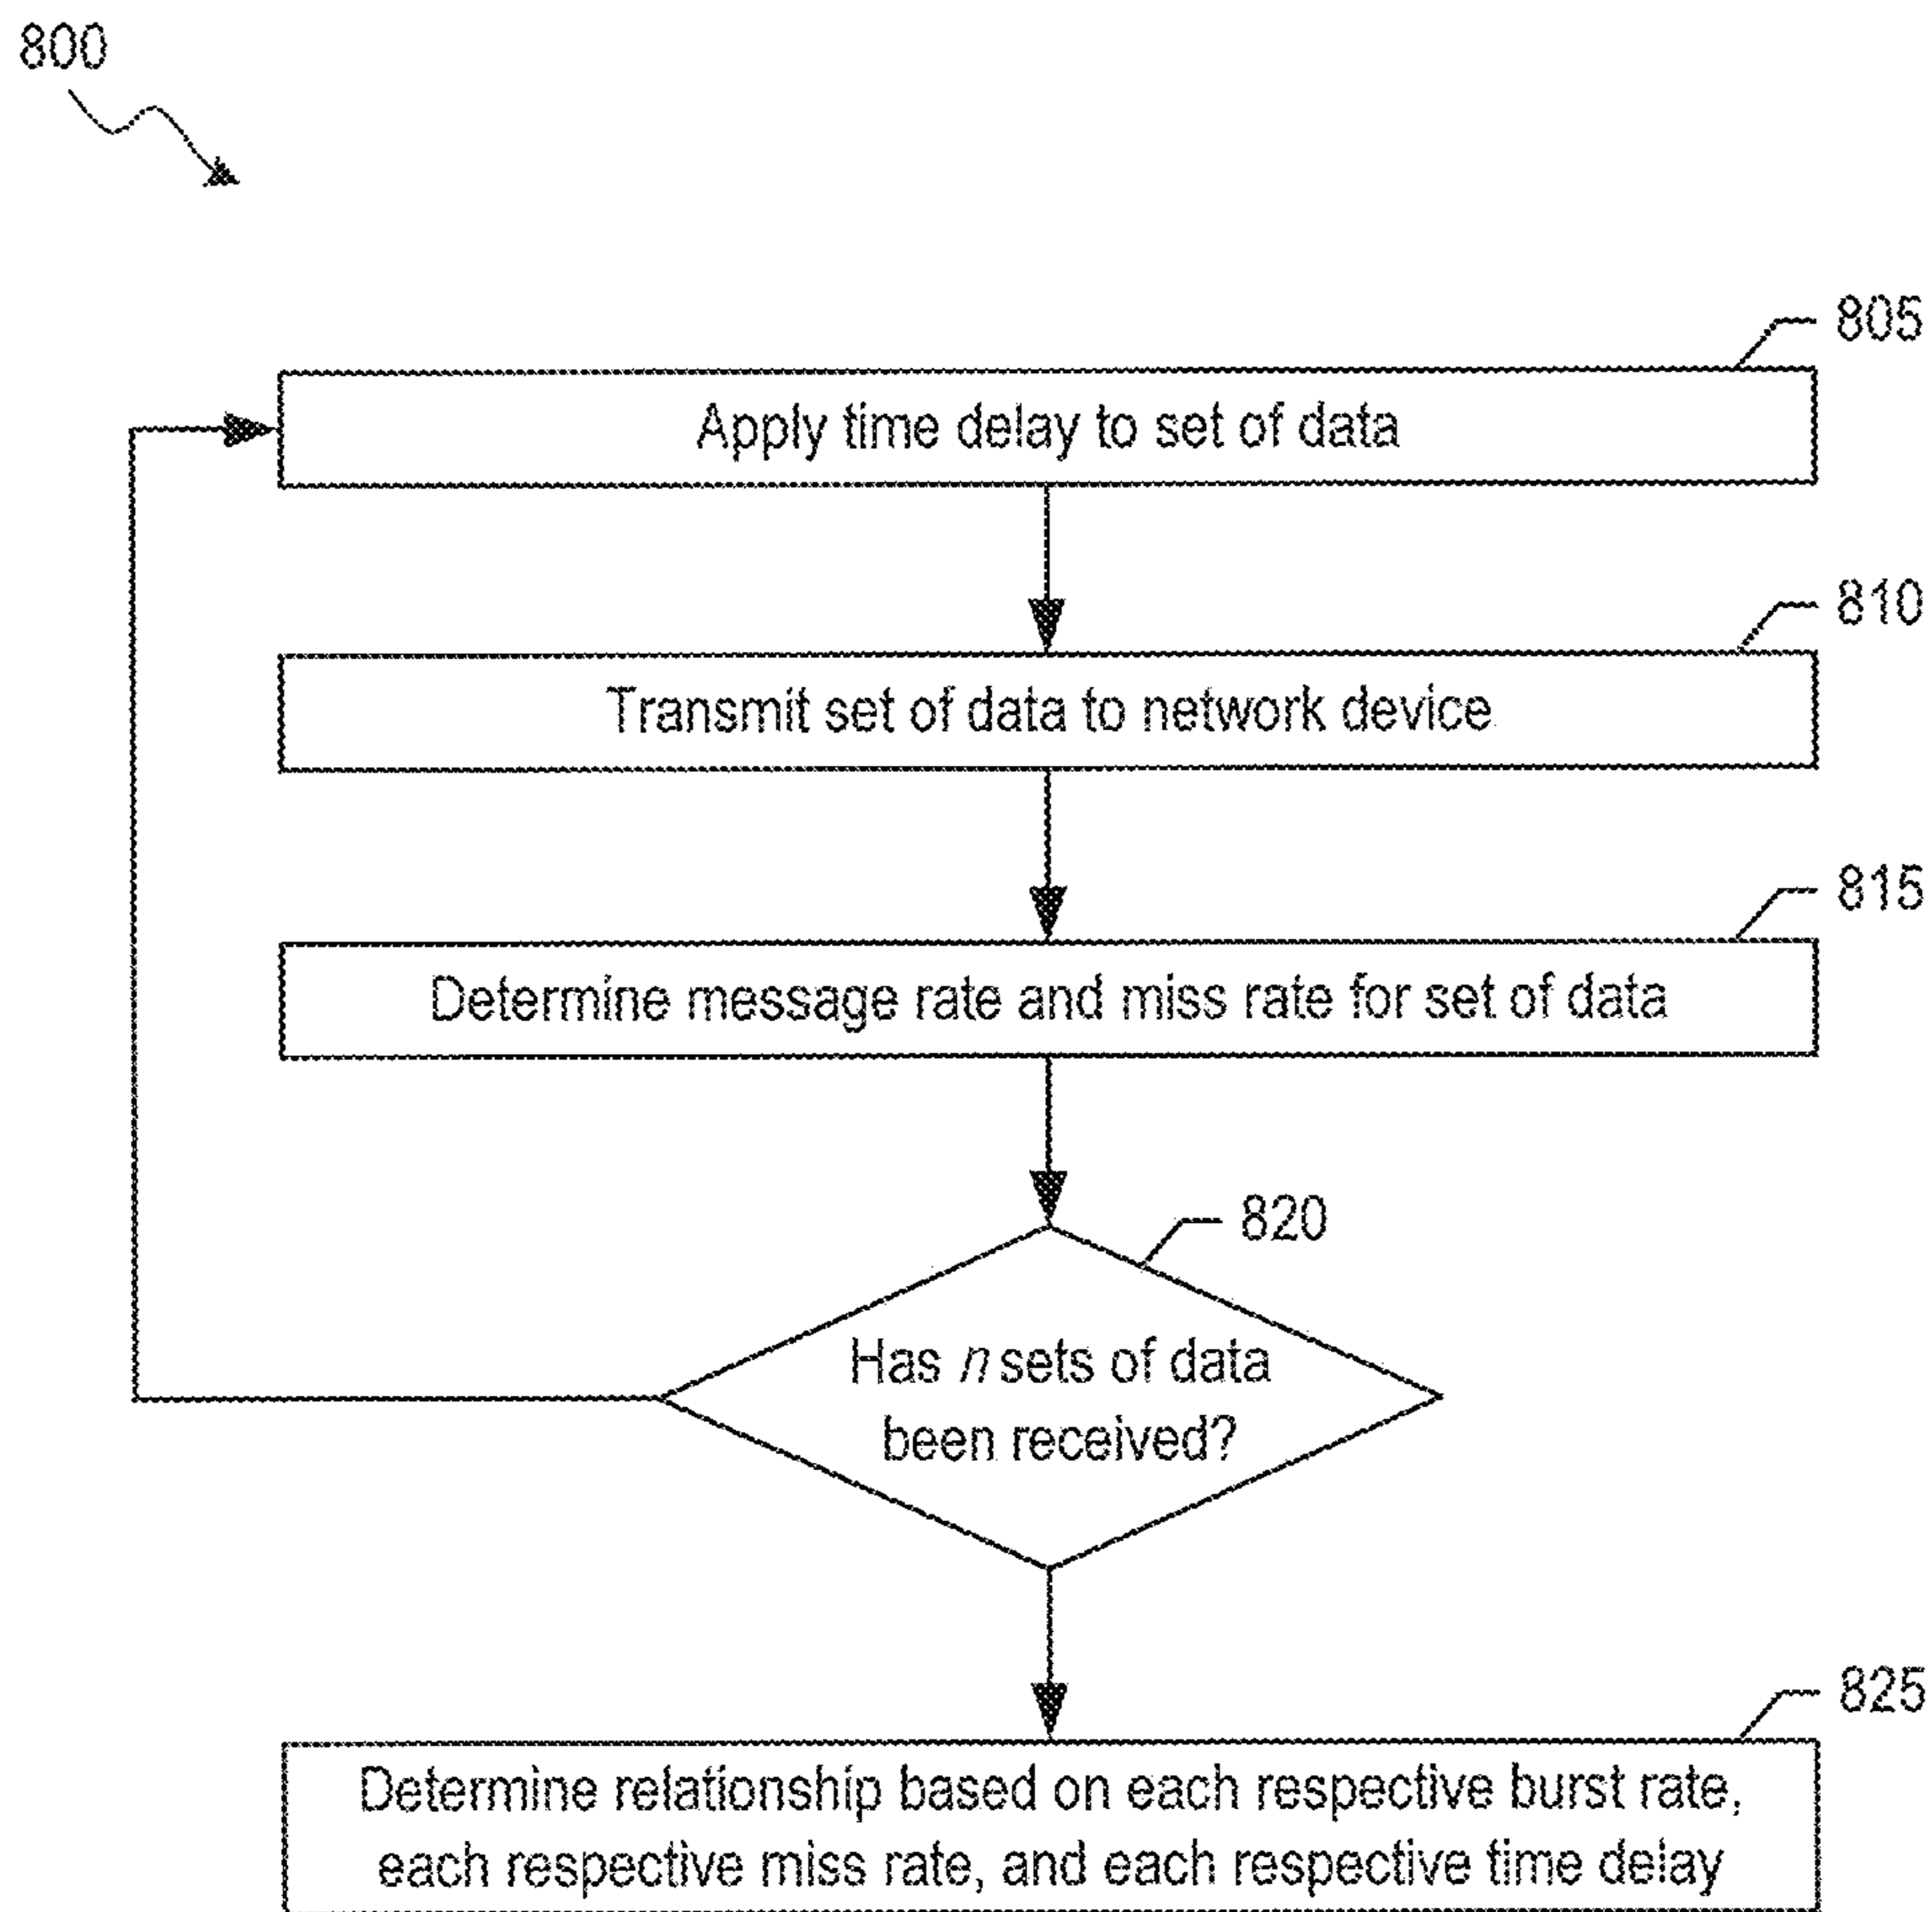 800
805
Apply time delay to set of data
810
Transmit set of data to network device
815
Determine message rate and miss rate for set of data
820
Has n sets of data
been received?
825
Determine relationship based on each respective burst rate,
each respective miss rate, and each respective time delay